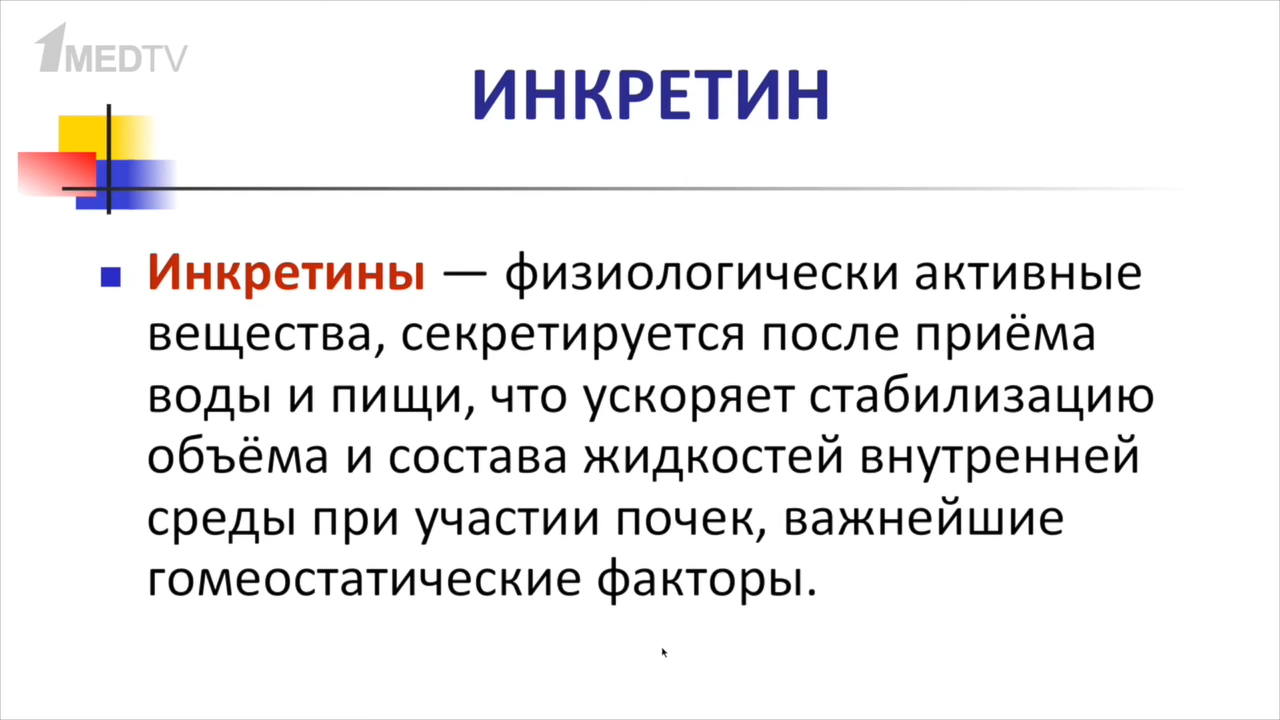 1MEDTV
ИНКРЕТИН
Инкретины — физиологически активные
вещества, секретируется после приёма
воды и пищи, что ускоряет стабилизацию
объёма и состава жидкостей внутренней
среды при участии почек, важнейшие
гомеостатические факторы.